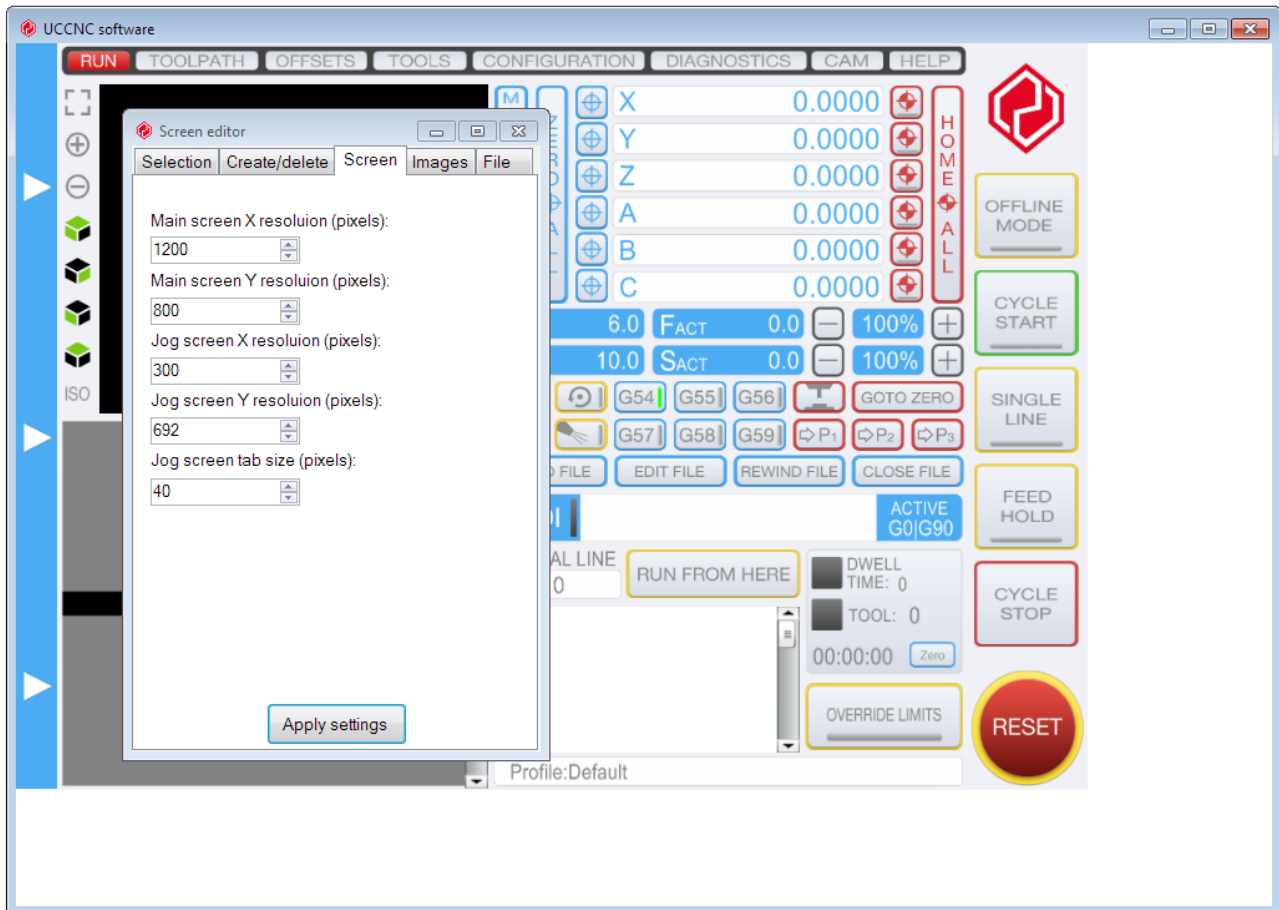 UCCNC software
RUN TOOLPATH OFFSETS TOOLS CONFIGURATION DIAGNOSTICS CAM HELP
Screen editor
Selection Create/delete Screen Images File
Main screen X resoluion (pixels):
1200
Main screen Y resoluion (pixels):
800
Jog screen X resoluion (pixels):
300
Jog screen Y resoluion (pixels):
692
Jog screen tab size (pixels):
40
Apply settings
ISO
M
X 0.0000
Y 0.0000
Z 0.0000
A 0.0000
B 0.0000
C 0.0000
HOME ALL
6.0 FACT 0.0 100%
10.0 SACT 0.0 100%
G54 G55 G56 GOTO ZERO
G57 G58 G59 P1 P2 P3
FILE EDIT FILE REWIND FILE CLOSE FILE
ACTIVE
G0|G90
LINE
0
RUN FROM HERE
DWELL
TIME: 0
TOOL: 0
00:00:00 Zero
OVERRIDE LIMITS
Profile:Default
OFFLINE
MODE
CYCLE
START
SINGLE
LINE
FEED
HOLD
CYCLE
STOP
RESET